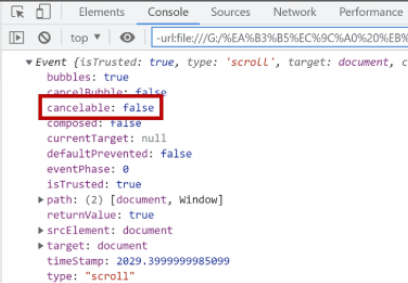 Elements Console Sources Network
top -url:file:///G:/%EA%B3%B5%EC%9C%A0%20%EB%
Event {isTrusted: true, type: 'scroll', target: document, c
bubbles: true
cancelBubble: false
cancelable: false
composed: false
currentTarget: null
defaultPrevented: false
eventPhase: 0
isTrusted: true
path: (2) [document, Window]
returnValue: true
srcElement: document
target: document
timeStamp: 2029.3999999985099
type: "scroll"